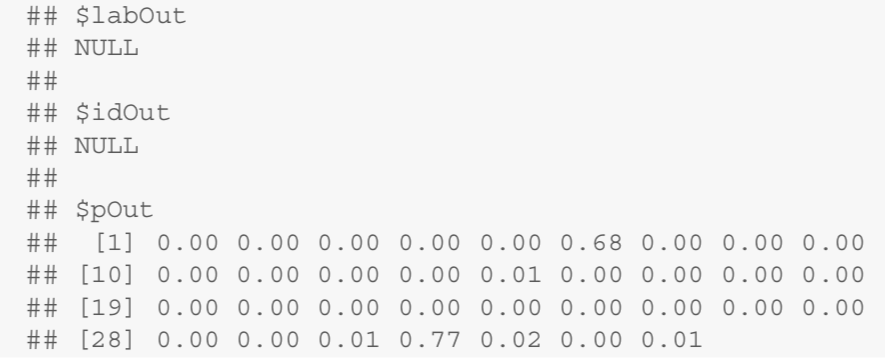 ## $labOut
## NULL
##
## $idOut
## NULL
##
## $pOut
##   [1] 0.00 0.00 0.00 0.00 0.00 0.68 0.00 0.00 0.00
## [10] 0.00 0.00 0.00 0.00 0.01 0.00 0.00 0.00 0.00
## [19] 0.00 0.00 0.00 0.00 0.00 0.00 0.00 0.00 0.00
## [28] 0.00 0.00 0.01 0.77 0.02 0.00 0.01